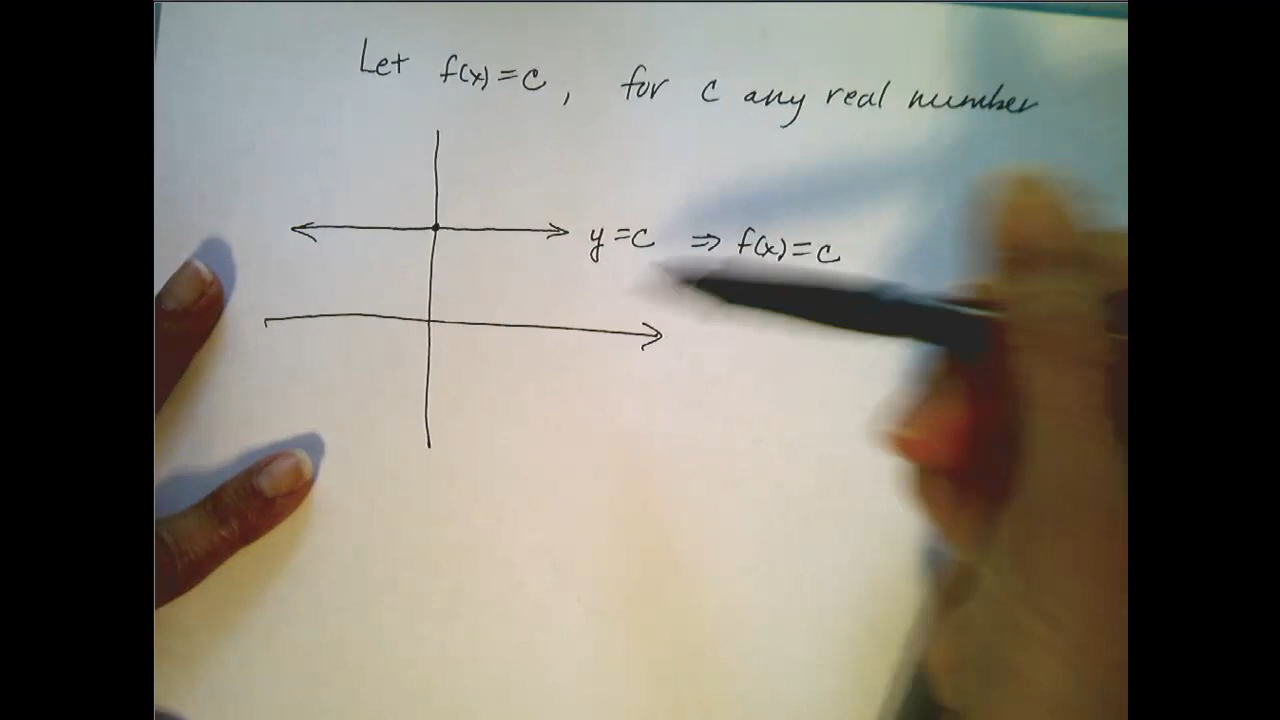 Let f(x) = c, for c any real number
y = c ⇒ f(x) = c